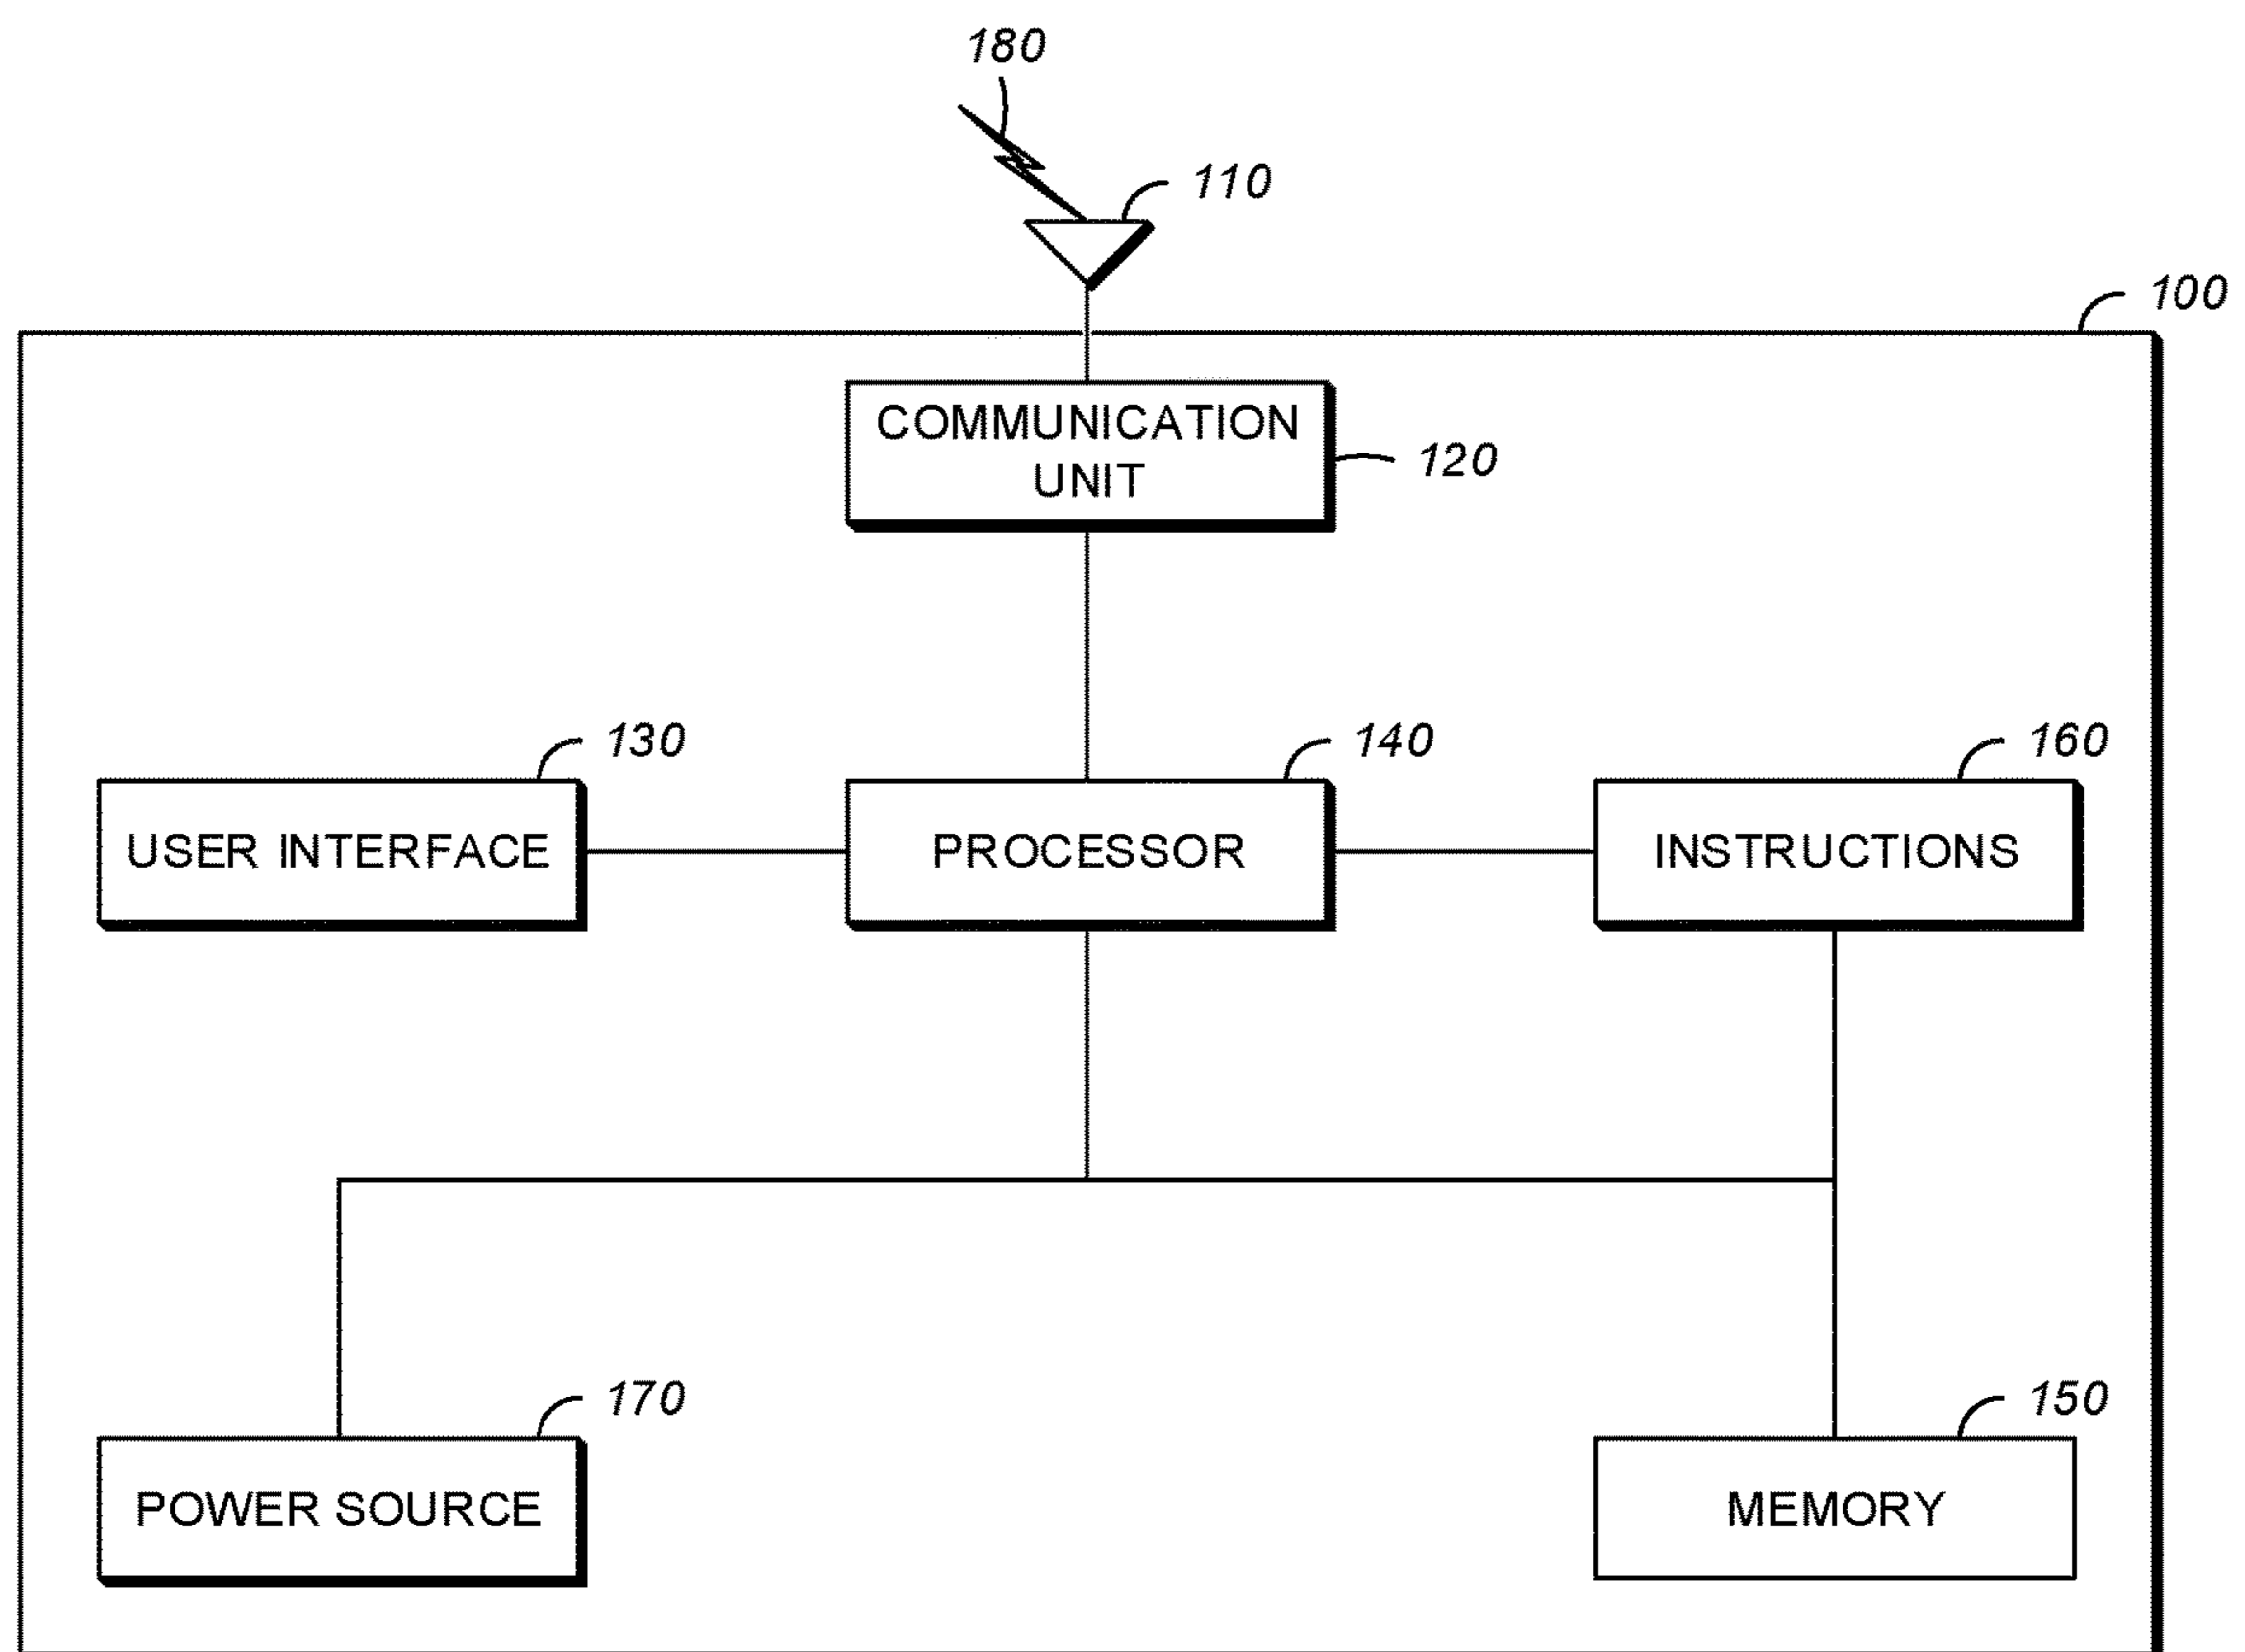 180
110
100
COMMUNICATION
UNIT
120
130
140
160
USER INTERFACE
PROCESSOR
INSTRUCTIONS
170
150
POWER SOURCE
MEMORY